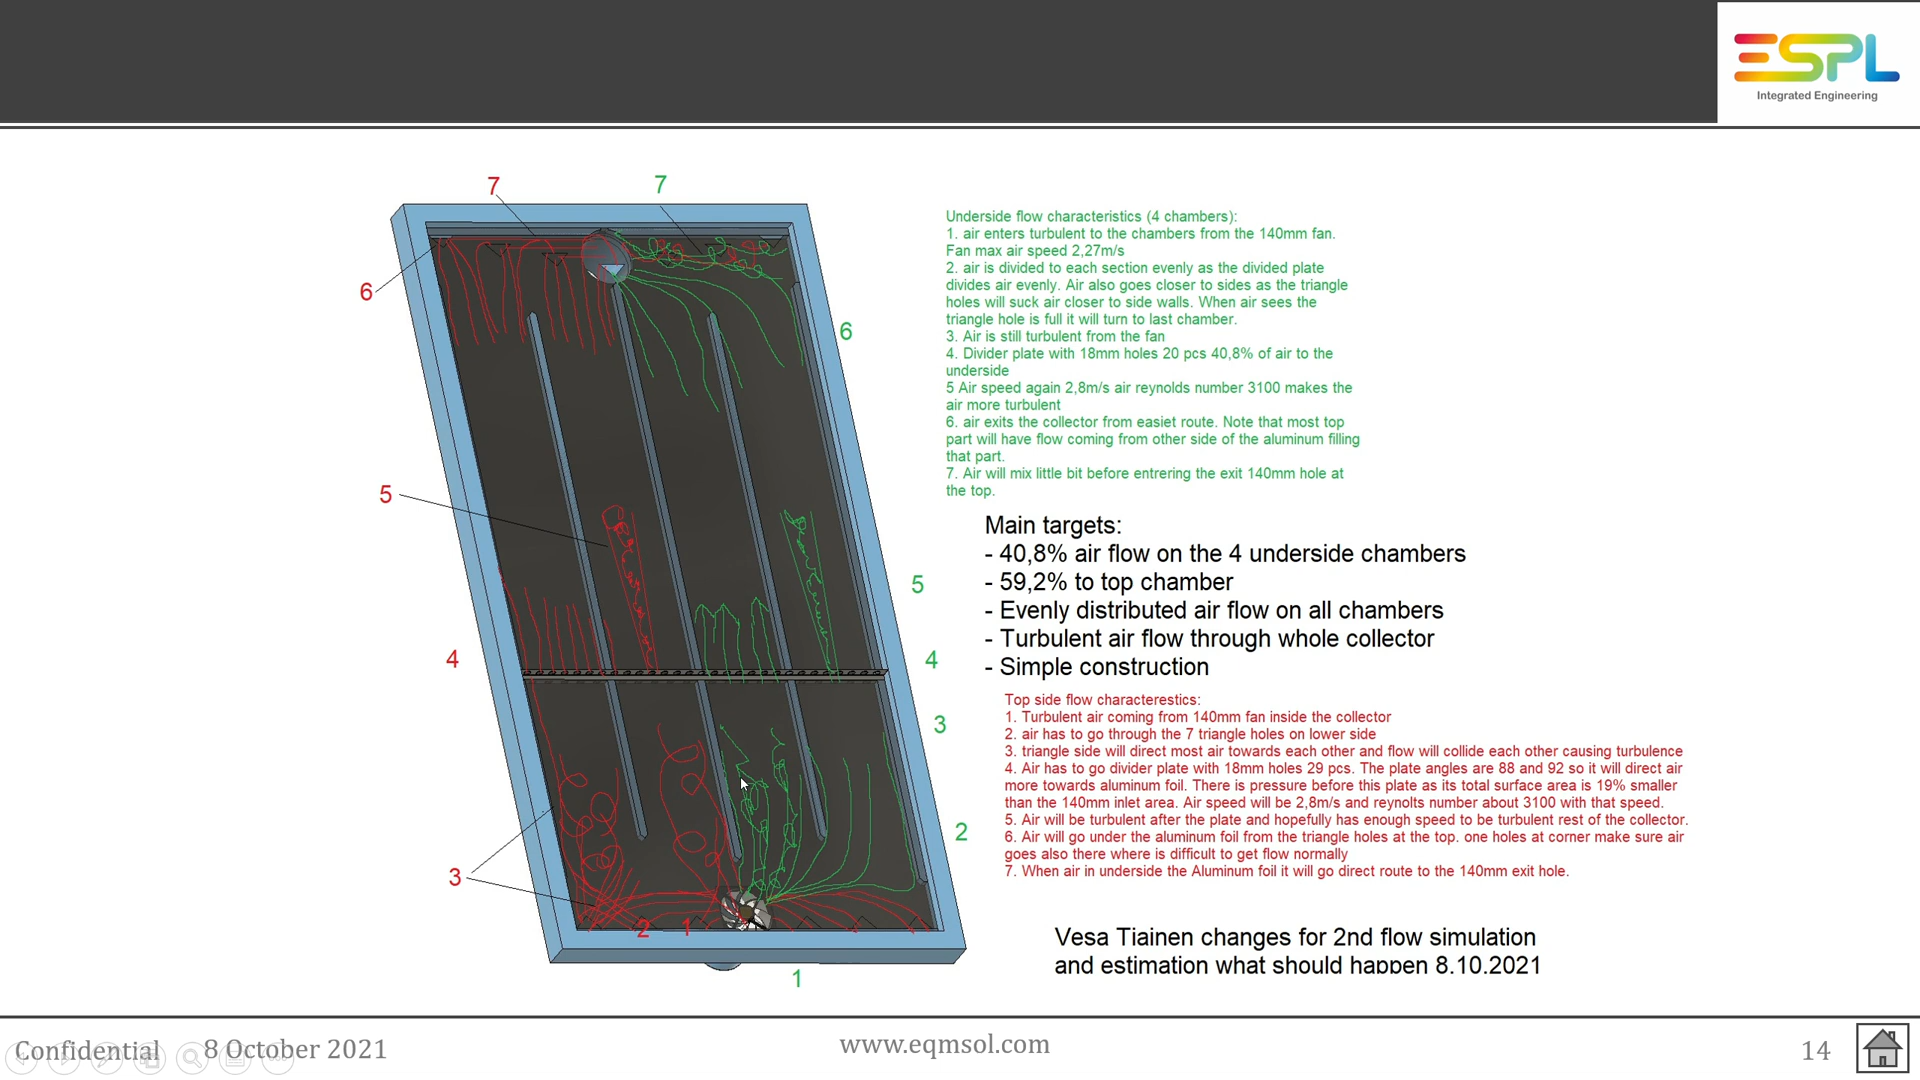 ESPL
Integrated Engineering
7
7
6
6
5
5
4
4
3
2
3
2
1
1
Underside flow characteristics (4 chambers):
1. air enters turbulent to the chambers from the 140mm fan.
Fan max air speed 2,27m/s
2. air is divided to each section evenly as the divided plate
divides air evenly. Air also goes closer to sides as the triangle
holes will suck air closer to side walls. When air sees the
triangle hole is full it will turn to last chamber.
3. Air is still turbulent from the fan
4. Divider plate with 18mm holes 20 pcs 40,8% of air to the
underside
5 Air speed again 2,8m/s air reynolds number 3100 makes the
air more turbulent
6. air exits the collector from easiet route. Note that most top
part will have flow coming from other side of the aluminum filling
that part.
7. Air will mix little bit before entrering the exit 140mm hole at
the top.
Main targets:
- 40,8% air flow on the 4 underside chambers
- 59,2% to top chamber
- Evenly distributed air flow on all chambers
- Turbulent air flow through whole collector
- Simple construction
Top side flow characterestics:
1. Turbulent air coming from 140mm fan inside the collector
2. air has to go through the 7 triangle holes on lower side
3. triangle side will direct most air towards each other and flow will collide each other causing turbulence
4. Air has to go divider plate with 18mm holes 29 pcs. The plate angles are 88 and 92 so it will direct air
more towards aluminum foil. There is pressure before this plate as its total surface area is 19% smaller
than the 140mm inlet area. Air speed will be 2,8m/s and reynolts number about 3100 with that speed.
5. Air will be turbulent after the plate and hopefully has enough speed to be turbulent rest of the collector.
6. Air will go under the aluminum foil from the triangle holes at the top. one holes at corner make sure air
goes also there where is difficult to get flow normally
7. When air in underside the Aluminum foil it will go direct route to the 140mm exit hole.
Vesa Tiainen changes for 2nd flow simulation
and estimation what should happen 8.10.2021
Confidential
8 October 2021
www.eqmsol.com
14